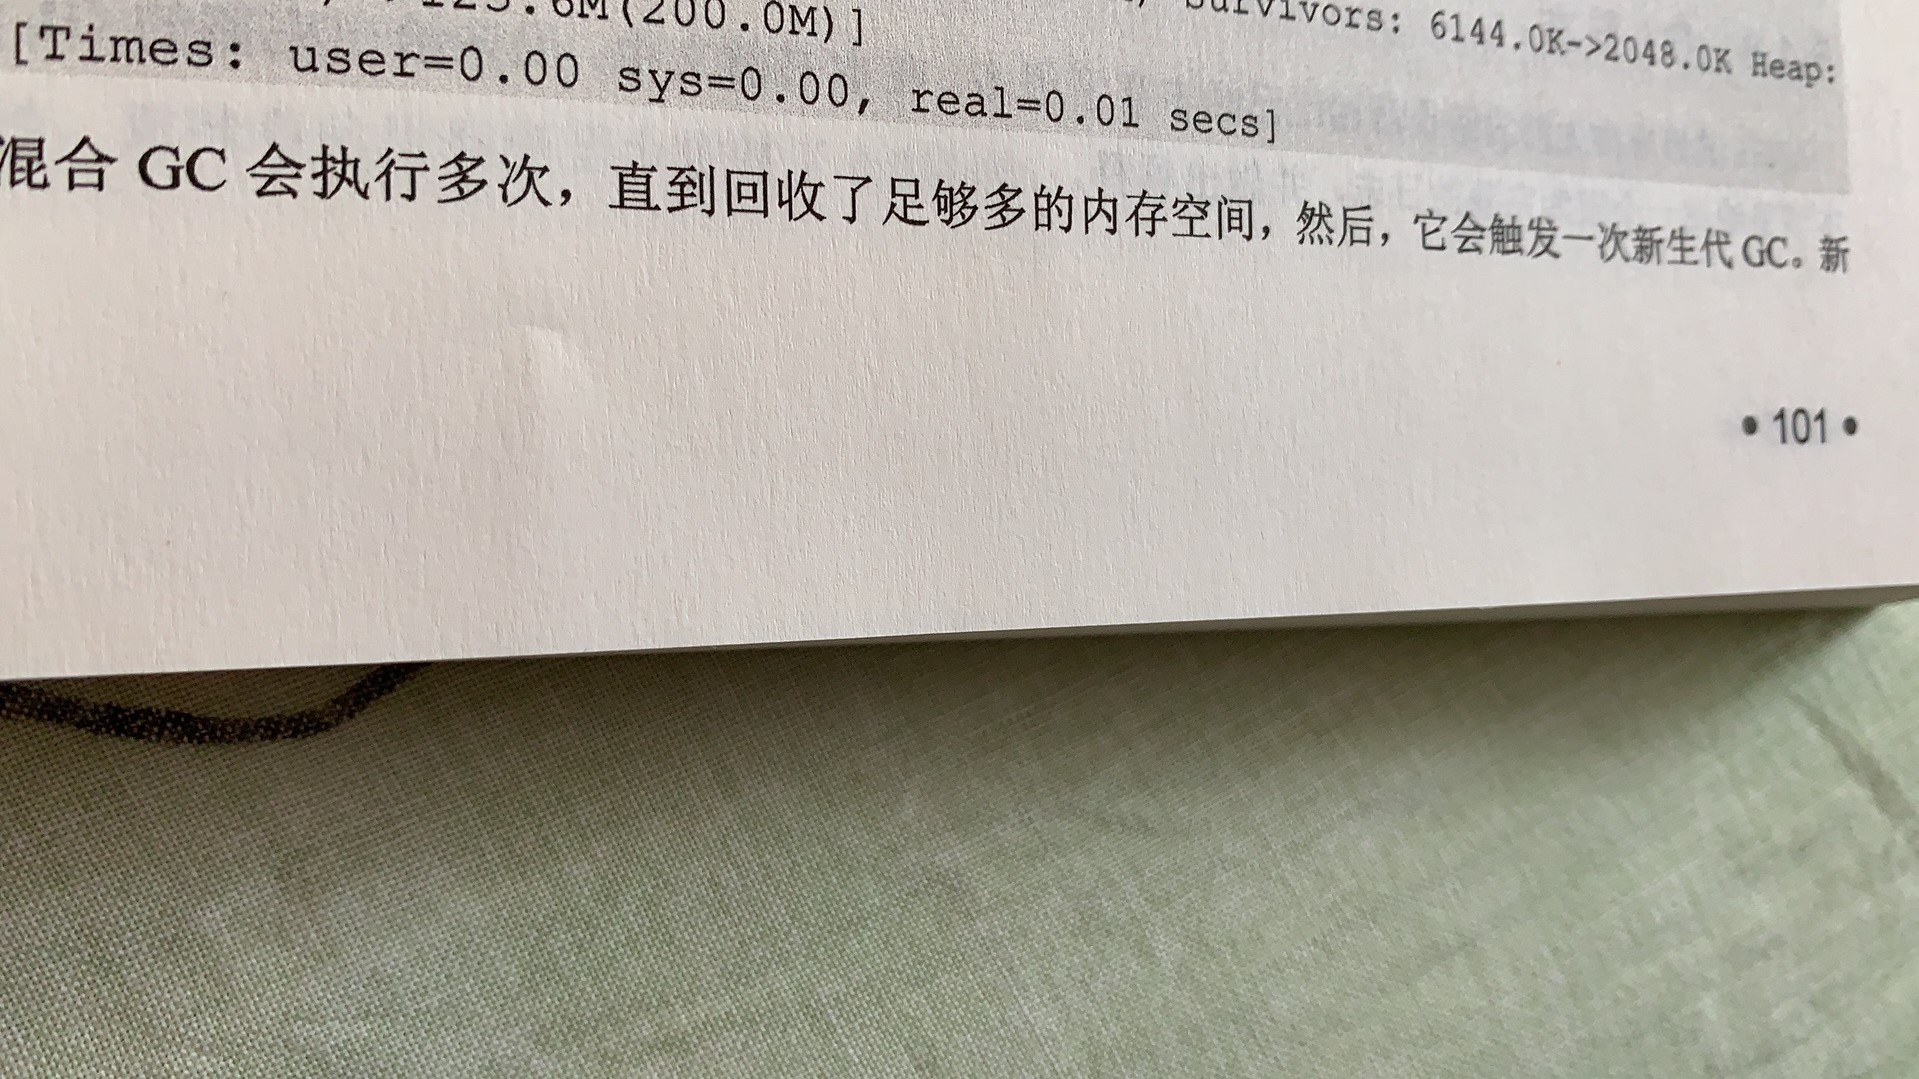 Survivors: 6144.0K->2048.0K Heap:
123.6M(200.0M)]
[Times: user=0.00 sys=0.00, real=0.01 secs]
混合 GC 会执行多次，直到回收了足够多的内存空间，然后，它会触发一次新生代 GC。新
• 101 •